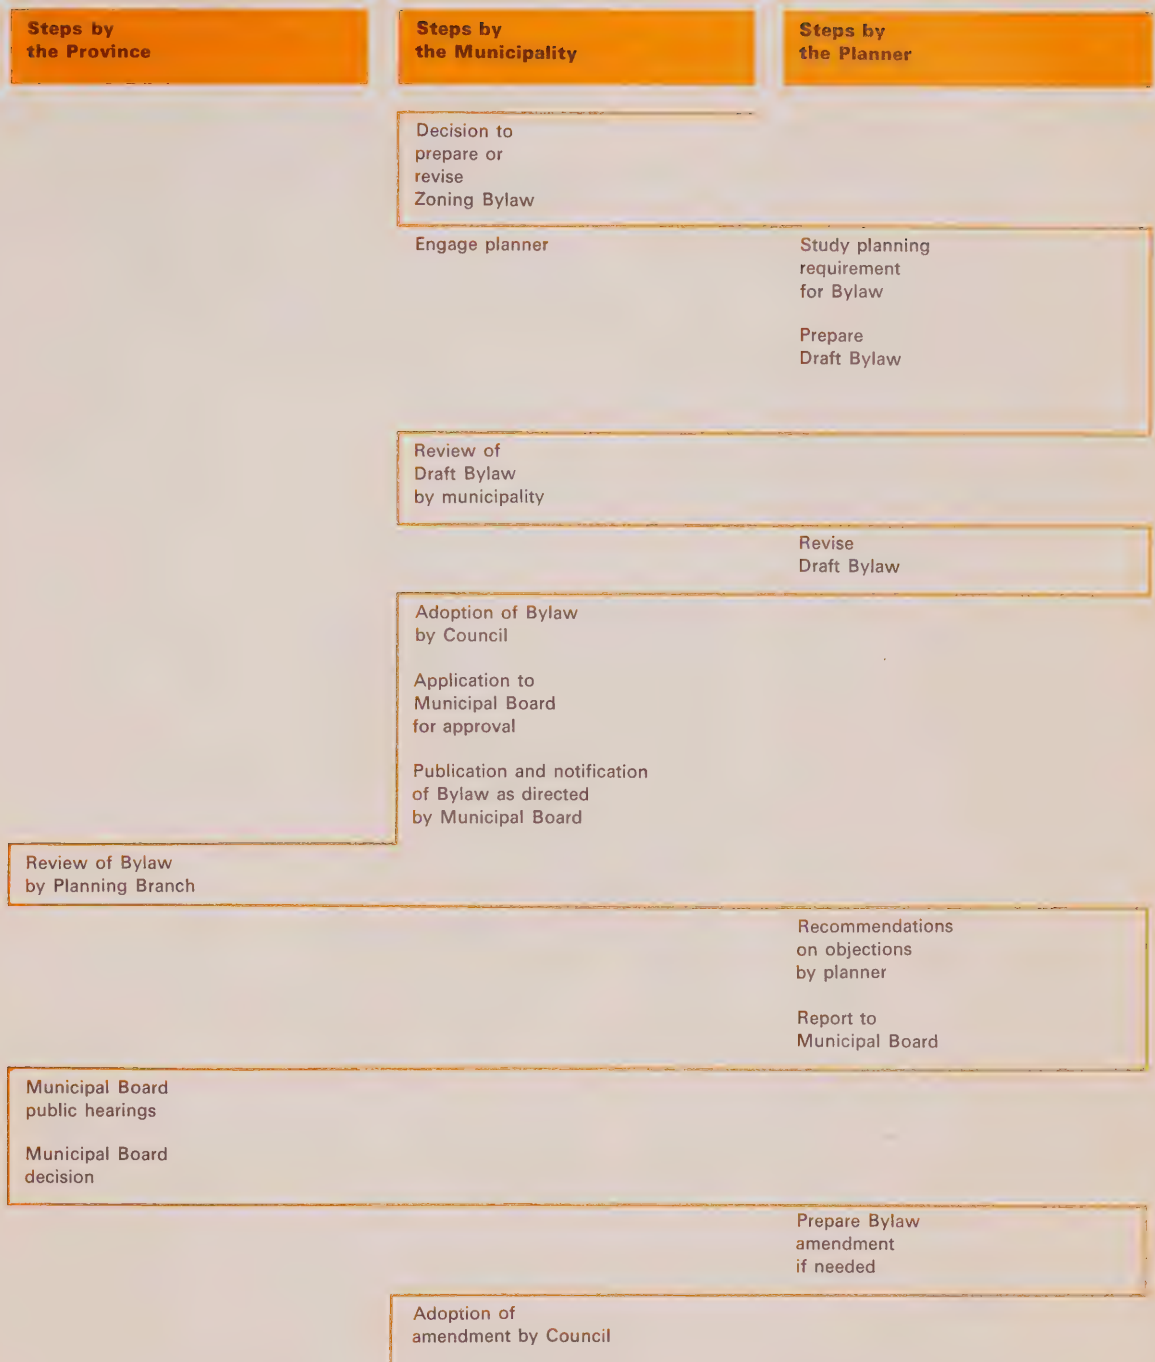 Steps by
the Province
Steps by
the Municipality
Steps by
the Planner
Decision to
prepare or
revise
Zoning Bylaw
Engage planner
Study planning
requirement
for Bylaw
Prepare
Draft Bylaw
Review of
Draft Bylaw
by municipality
Revise
Draft Bylaw
Adoption of Bylaw
by Council
Application to
Municipal Board
for approval
Publication and notification
of Bylaw as directed
by Municipal Board
Review of Bylaw
by Planning Branch
Recommendations
on objections
by planner
Report to
Municipal Board
Municipal Board
public hearings
Municipal Board
decision
Prepare Bylaw
amendment
if needed
Adoption of
amendment by Council